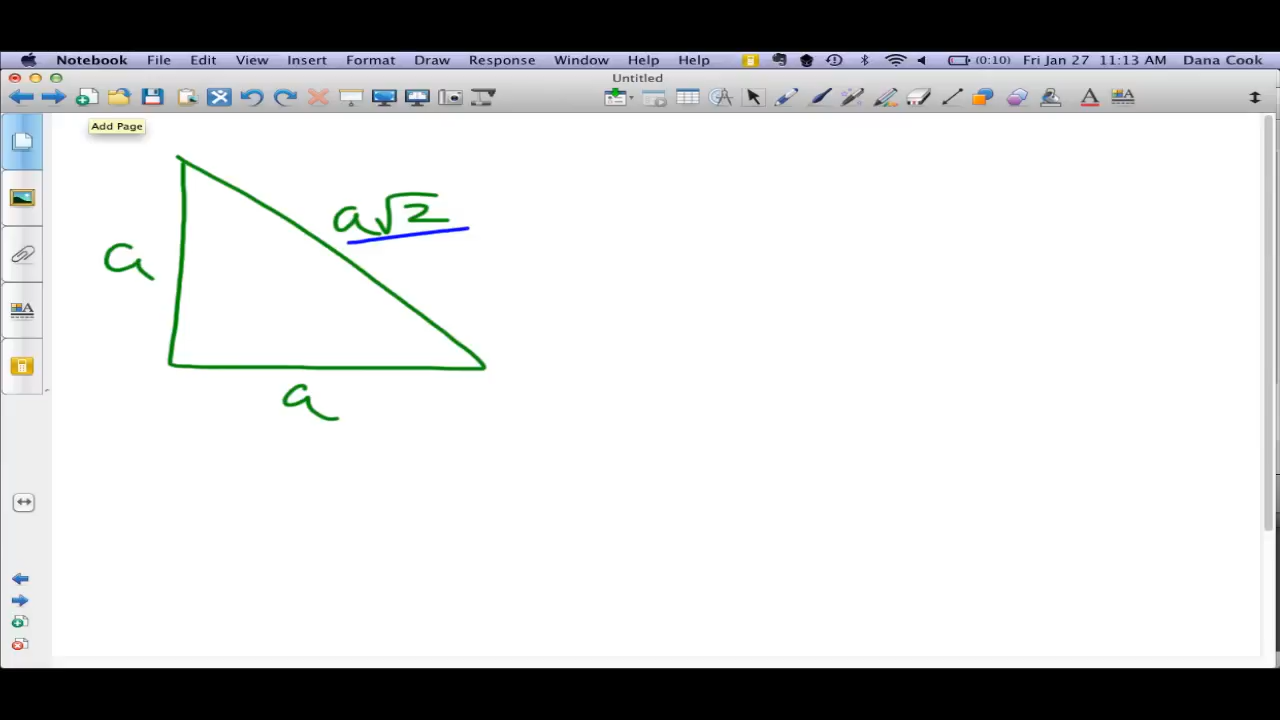 Notebook File Edit View Insert Format Draw Response Window Help Help (0:10) Fri Jan 27 11:13 AM Dana Cook
Untitled
Add Page
a√2
a
a